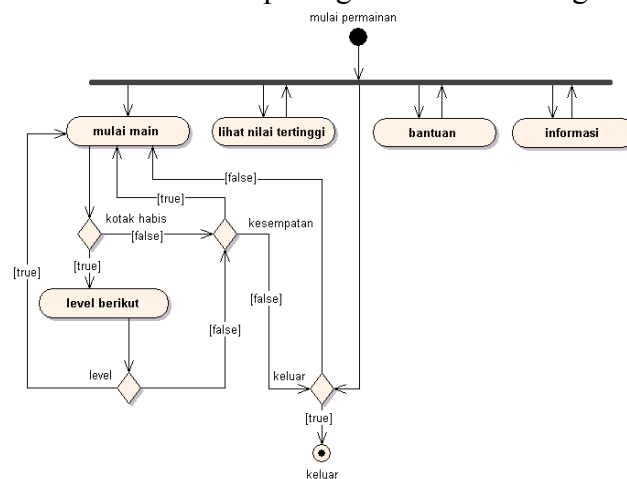 mulai permainan
mulai main
lihat nilai tertinggi
bantuan
informasi
[false]
[true]
kotak habis
kesempatan
[false]
[true]
[true]
level berikut
[false]
[false]
level
keluar
[true]
keluar